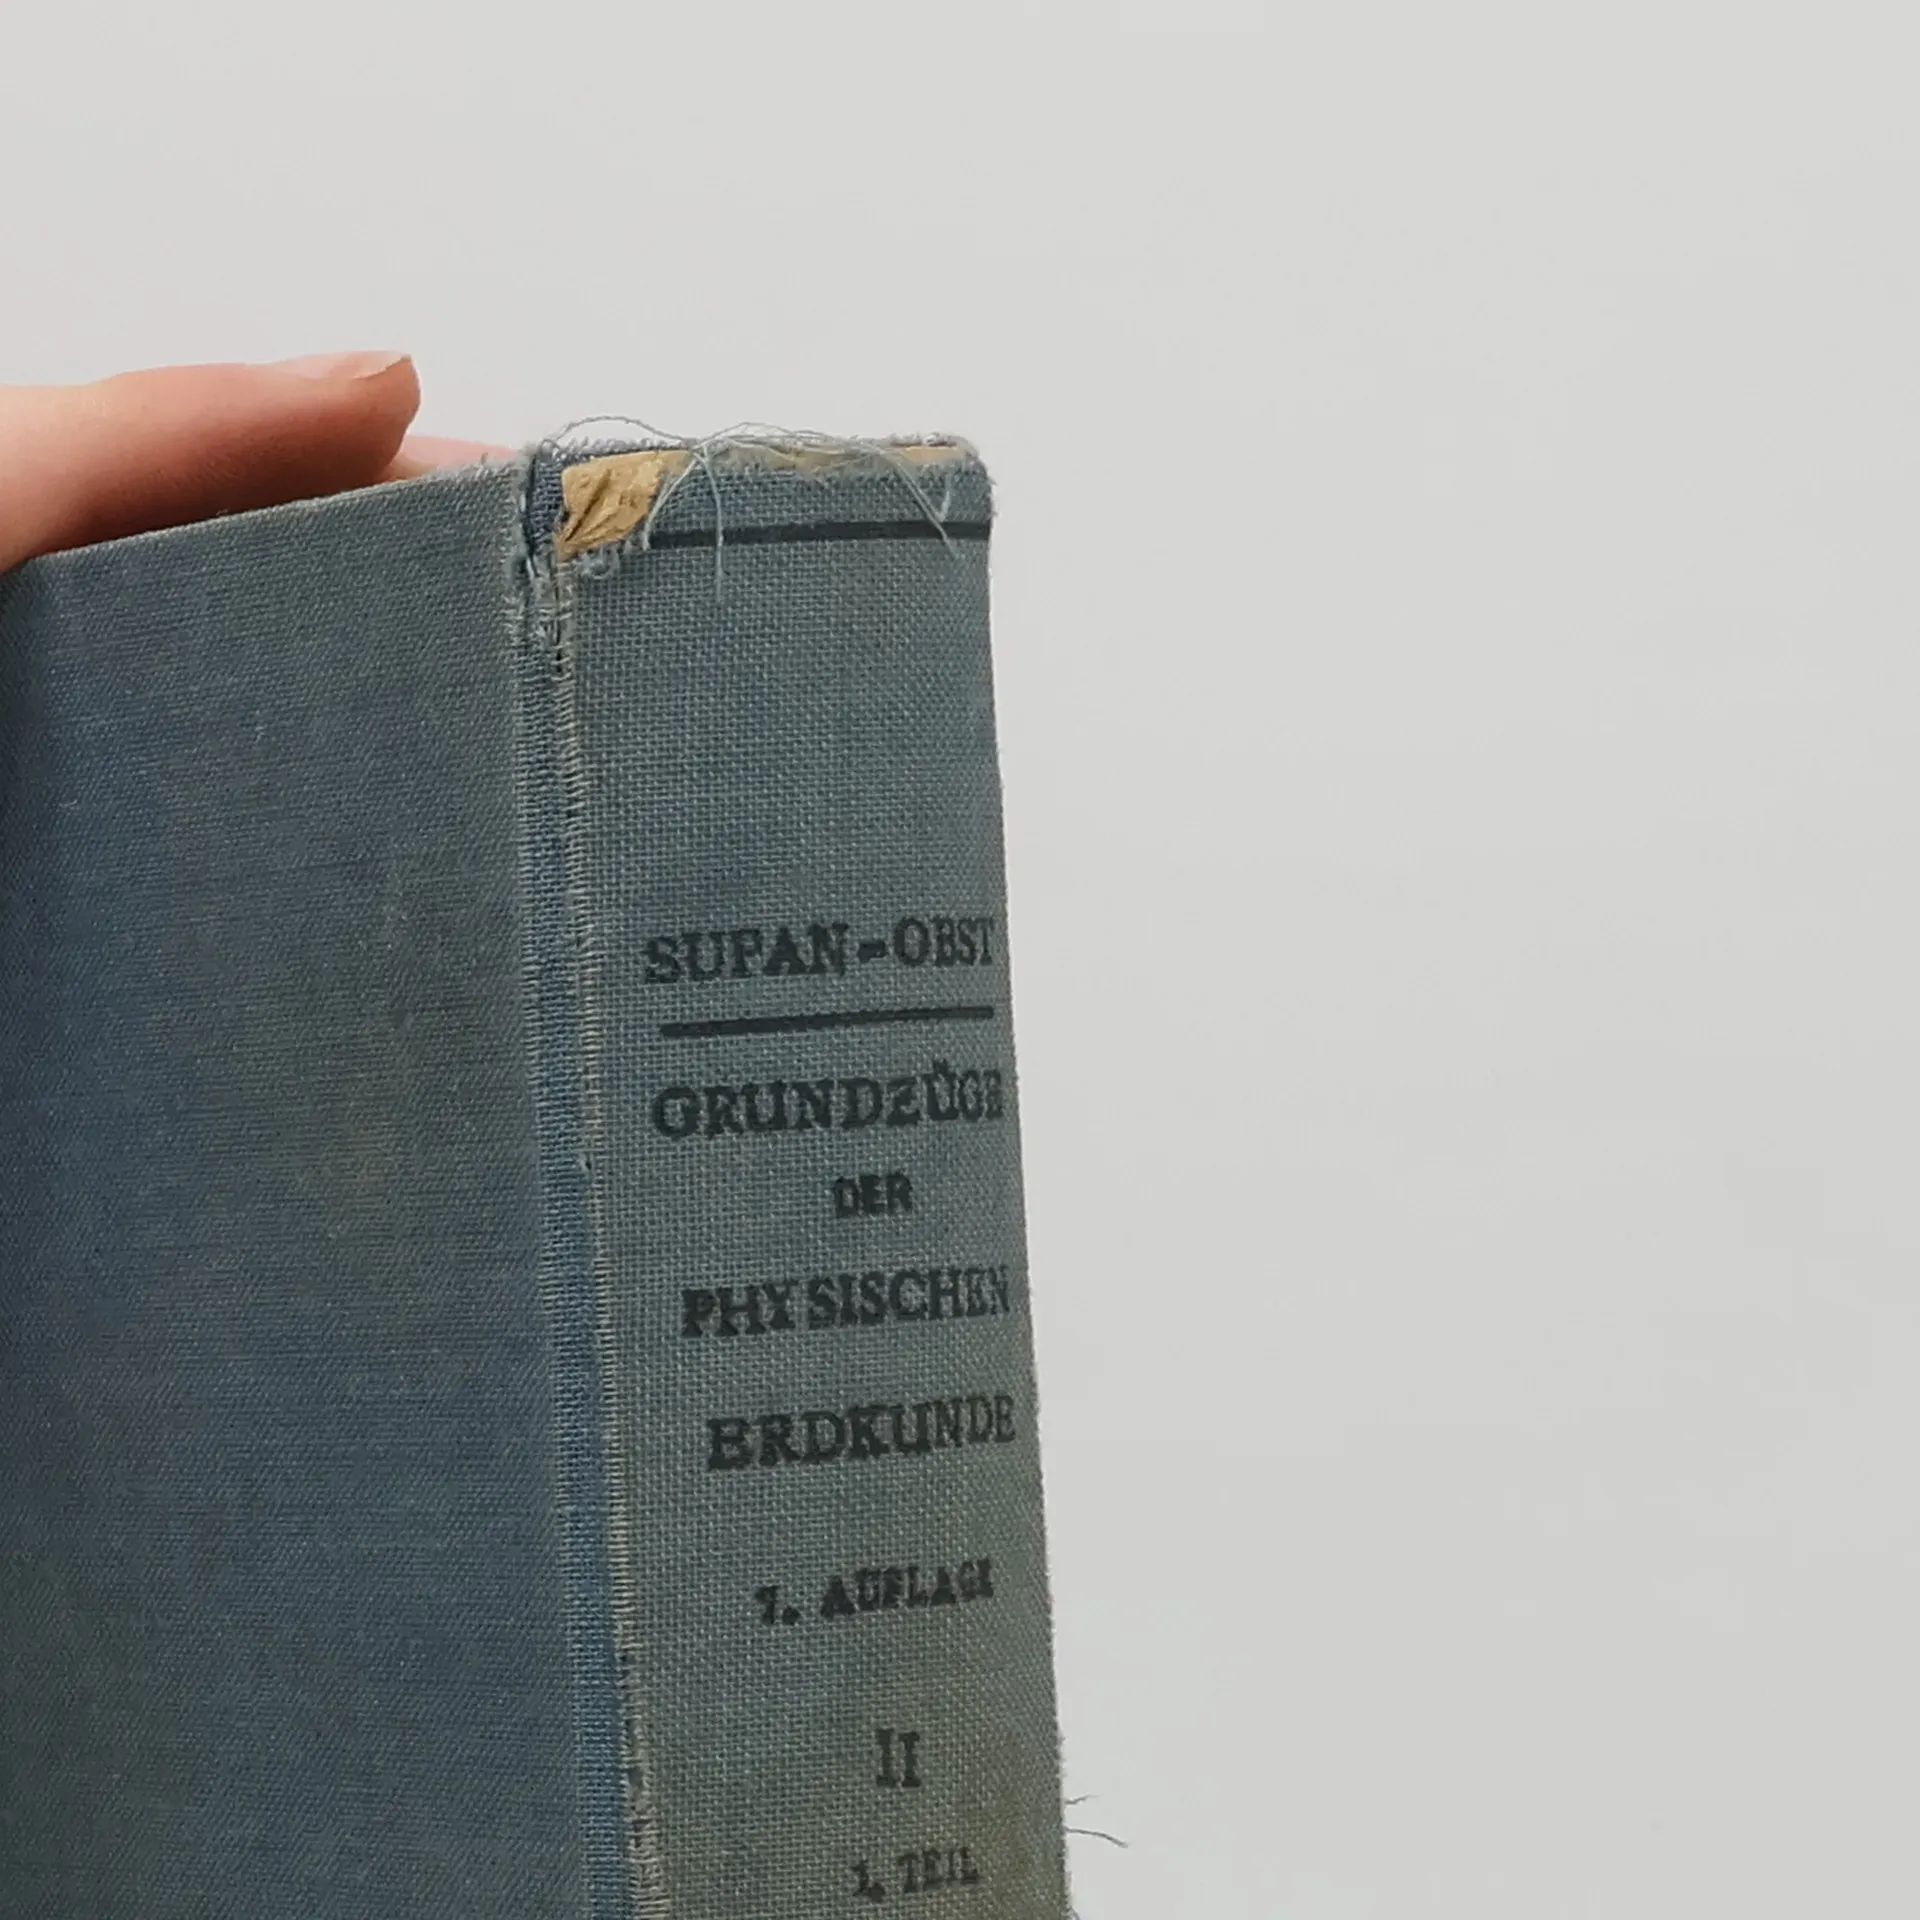 SUPAN-OBST
GRUNDZÜGE
DER
PHYSISCHEN
ERDKUNDE
7. AUFLAGE
II
1. TEIL